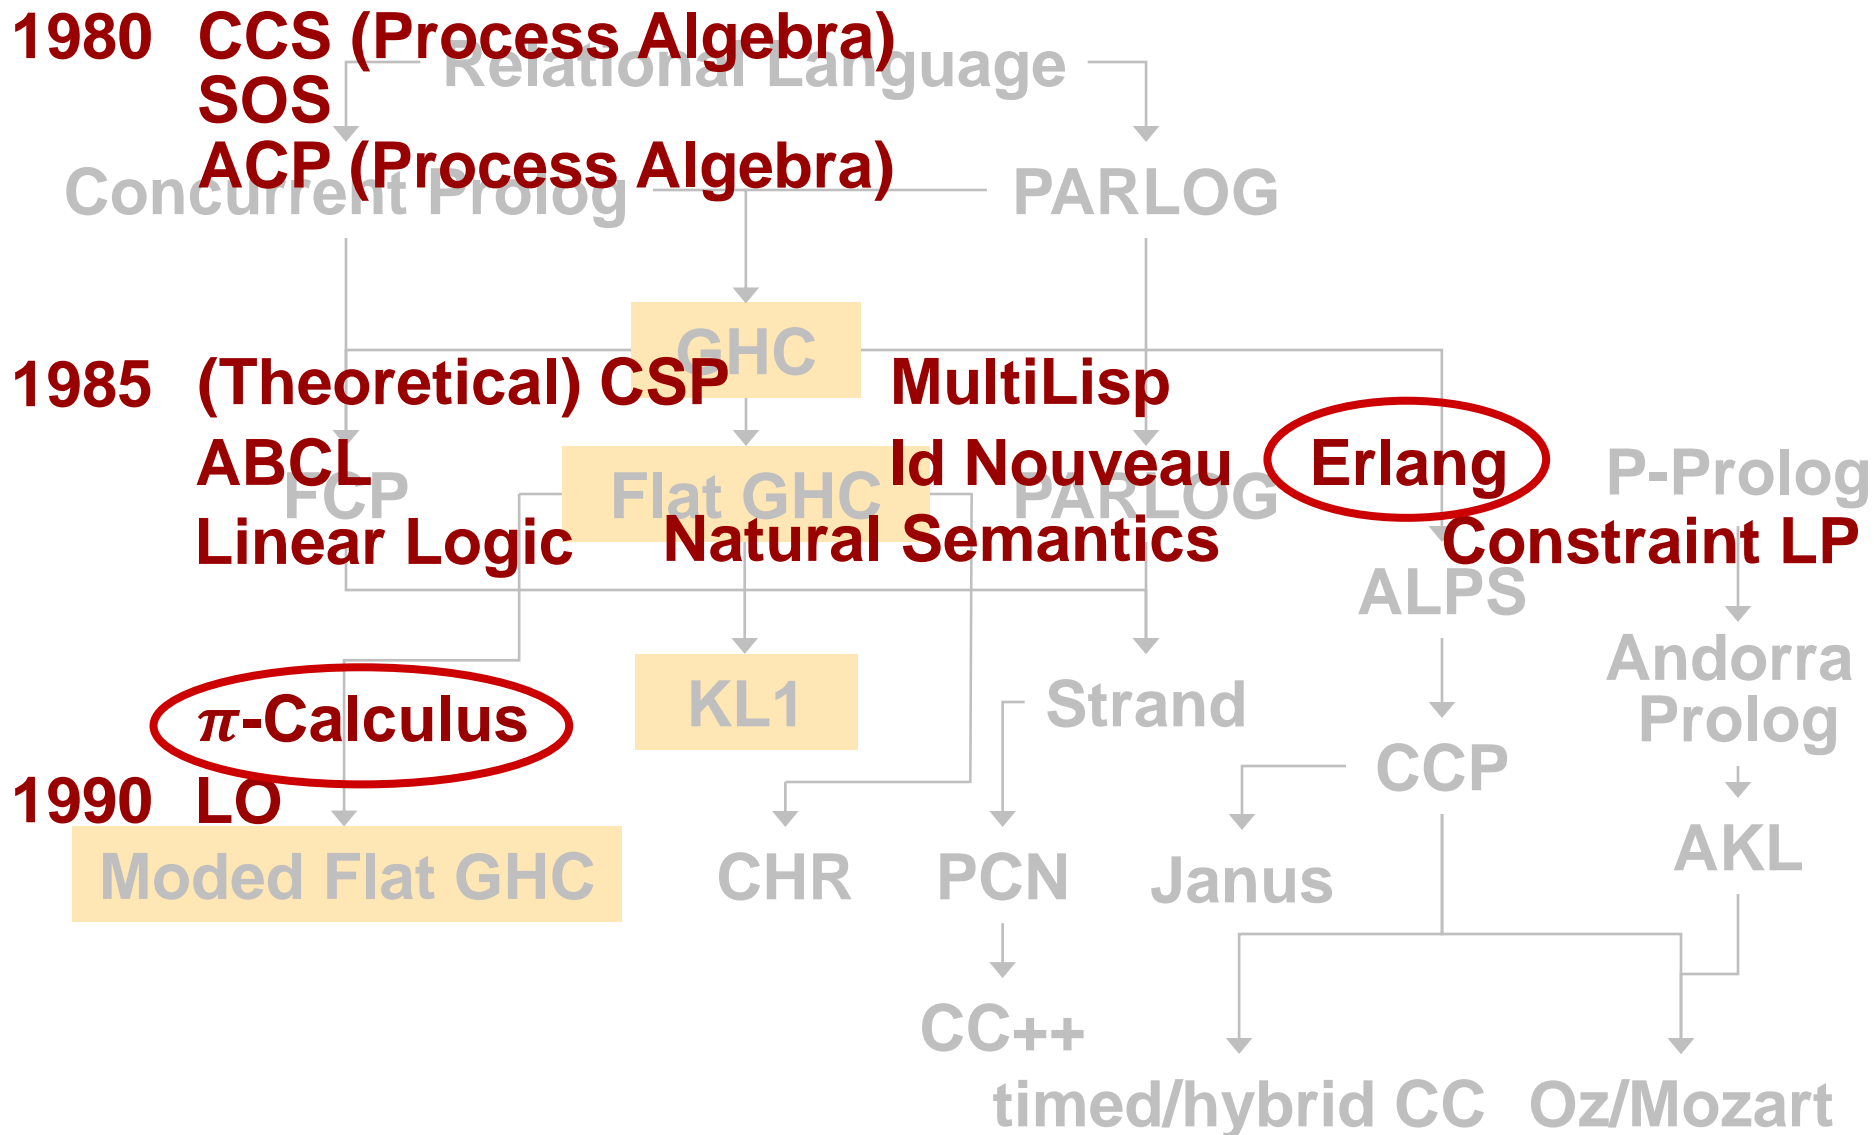 1980 CCS (Process Algebra)
Relational Language
SOS
ACP (Process Algebra)
Concurrent Prolog
PARLOG
GHC
1985 (Theoretical) CSP MultiLisp
ABCL Id Nouveau Erlang
P-Prolog
FCP Flat GHC PARLOG
Linear Logic Natural Semantics Constraint LP
ALPS
Andorra
Prolog
KL1 Strand
π-Calculus
CCP
1990 LO
AKL
Moded Flat GHC CHR PCN Janus
CC++
timed/hybrid CC Oz/Mozart